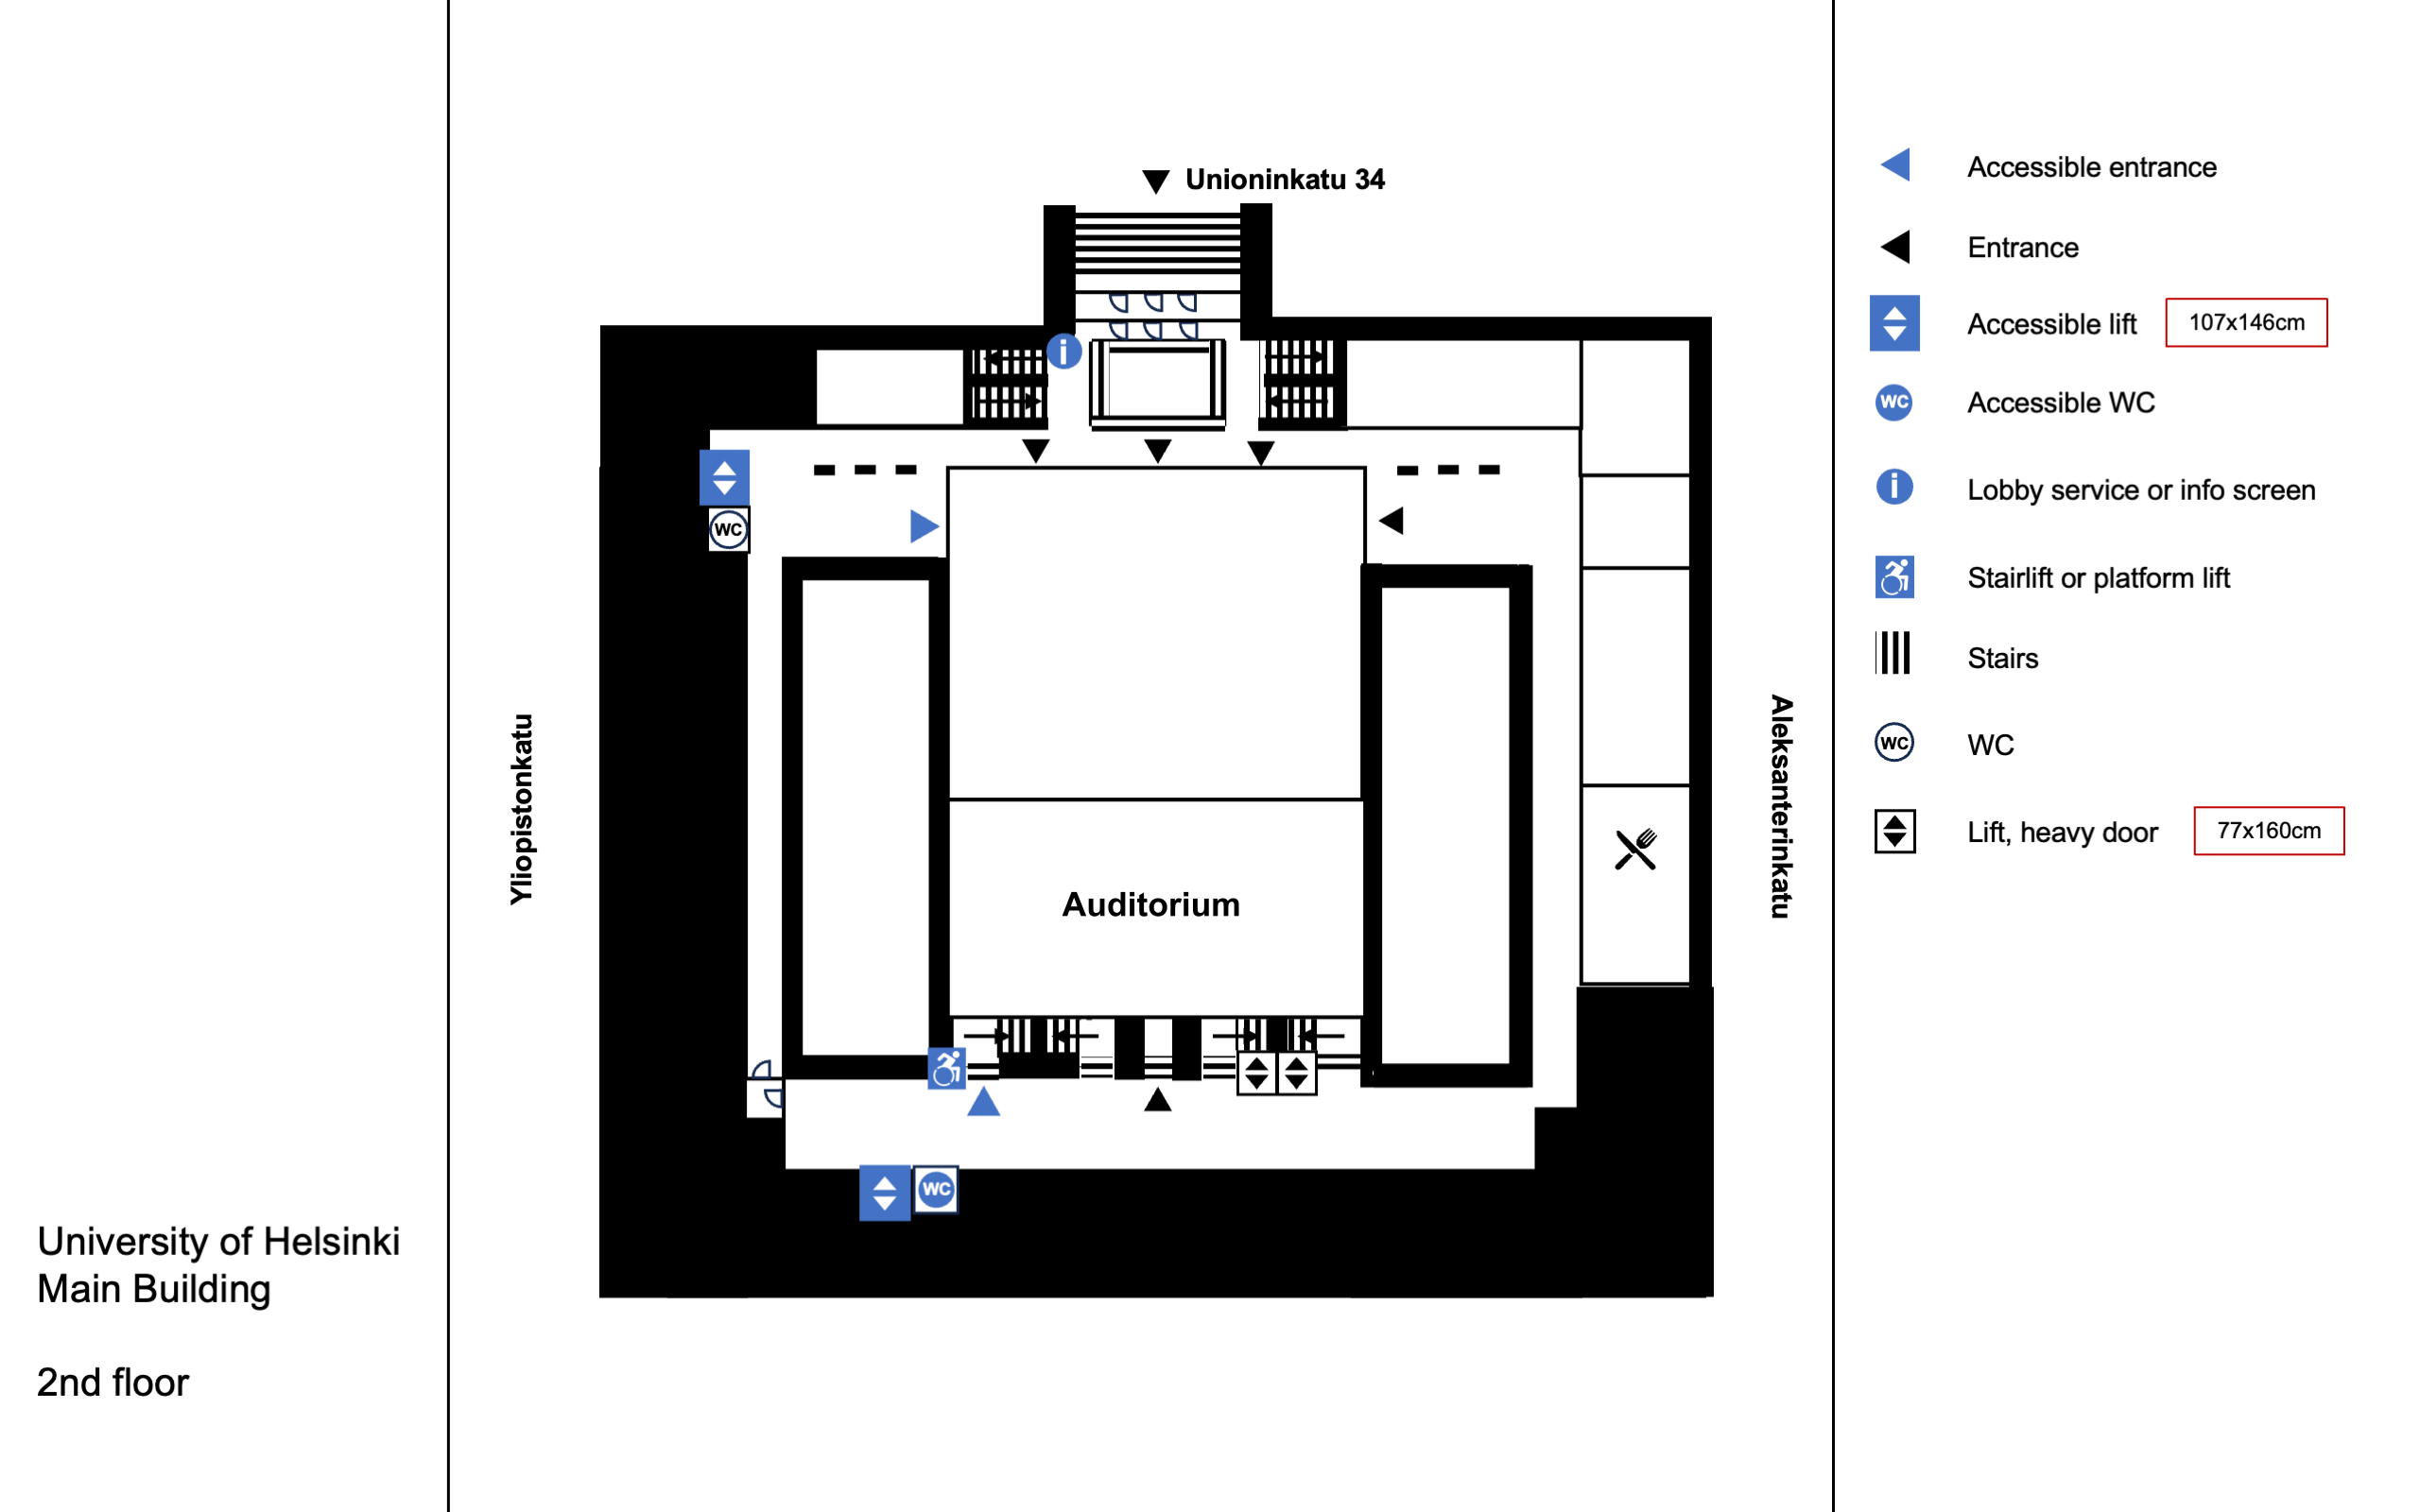 Unioninkatu 34
i
WC
Yliopistonkatu
Aleksanterinkatu
Auditorium
WC
University of Helsinki
Main Building
2nd floor
Accessible entrance
Entrance
Accessible lift 107x146cm
WC Accessible WC
i Lobby service or info screen
Stairlift or platform lift
Stairs
WC WC
Lift, heavy door 77x160cm